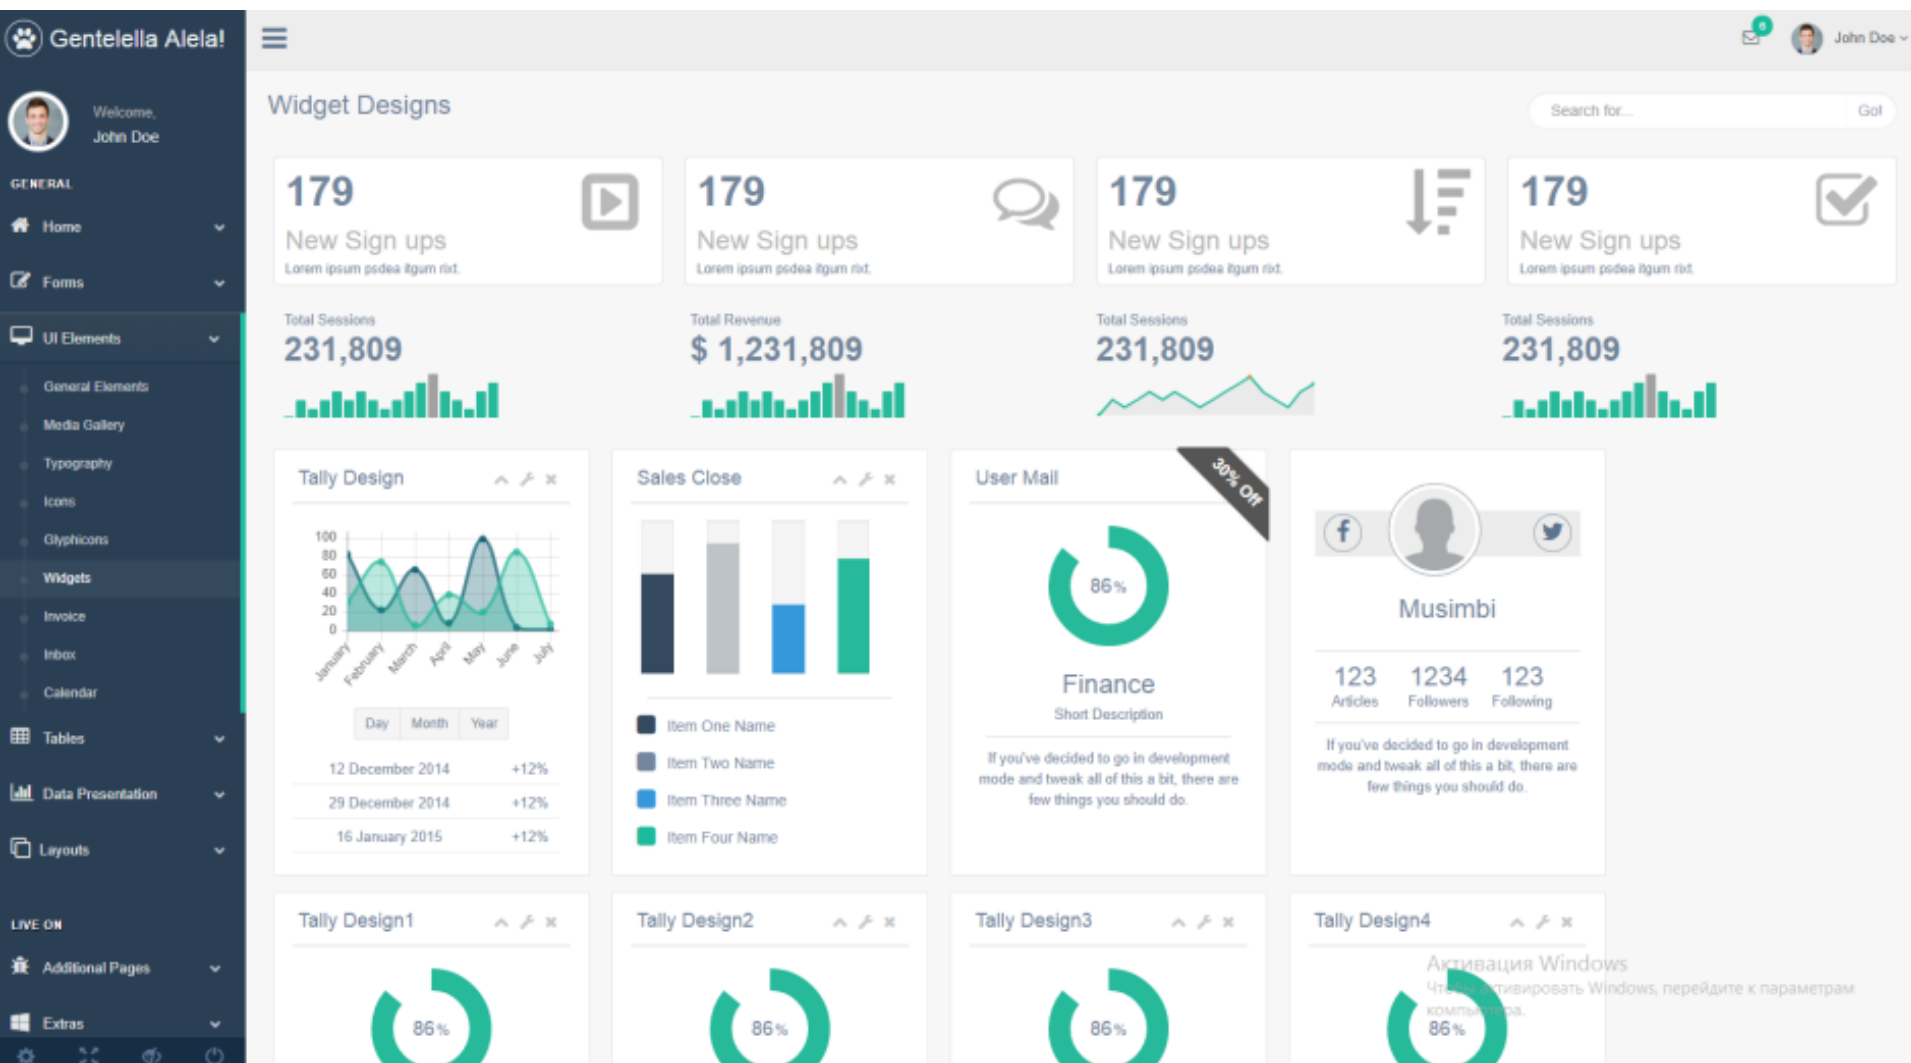 Gentelella Alela!
6
John Doe
Welcome,
John Doe
Widget Designs
Search for...
Go!
GENERAL
Home
Forms
UI Elements
General Elements
Media Gallery
Typography
Icons
Glyphicons
Widgets
Invoice
Inbox
Calendar
Tables
Data Presentation
Layouts
LIVE ON
Additional Pages
Extras
179
New Sign ups
Lorem ipsum psdea itgum rixt.
179
New Sign ups
Lorem ipsum psdea itgum rixt.
179
New Sign ups
Lorem ipsum psdea itgum rixt.
179
New Sign ups
Lorem ipsum psdea itgum rixt.
Total Sessions
231,809
Total Revenue
$ 1,231,809
Total Sessions
231,809
Total Sessions
231,809
Tally Design
100
80
60
40
20
0
January
February
March
April
May
June
July
Day Month Year
12 December 2014 +12%
29 December 2014 +12%
16 January 2015 +12%
Sales Close
Item One Name
Item Two Name
Item Three Name
Item Four Name
User Mail
30% Off
86%
Finance
Short Description
If you've decided to go in development
mode and tweak all of this a bit, there are
few things you should do.
Musimbi
123 1234 123
Articles Followers Following
If you've decided to go in development
mode and tweak all of this a bit, there are
few things you should do.
Tally Design1
86%
Tally Design2
86%
Tally Design3
86%
Tally Design4
86%
Активация Windows
Чтобы активировать Windows, перейдите к параметрам
компьютера.